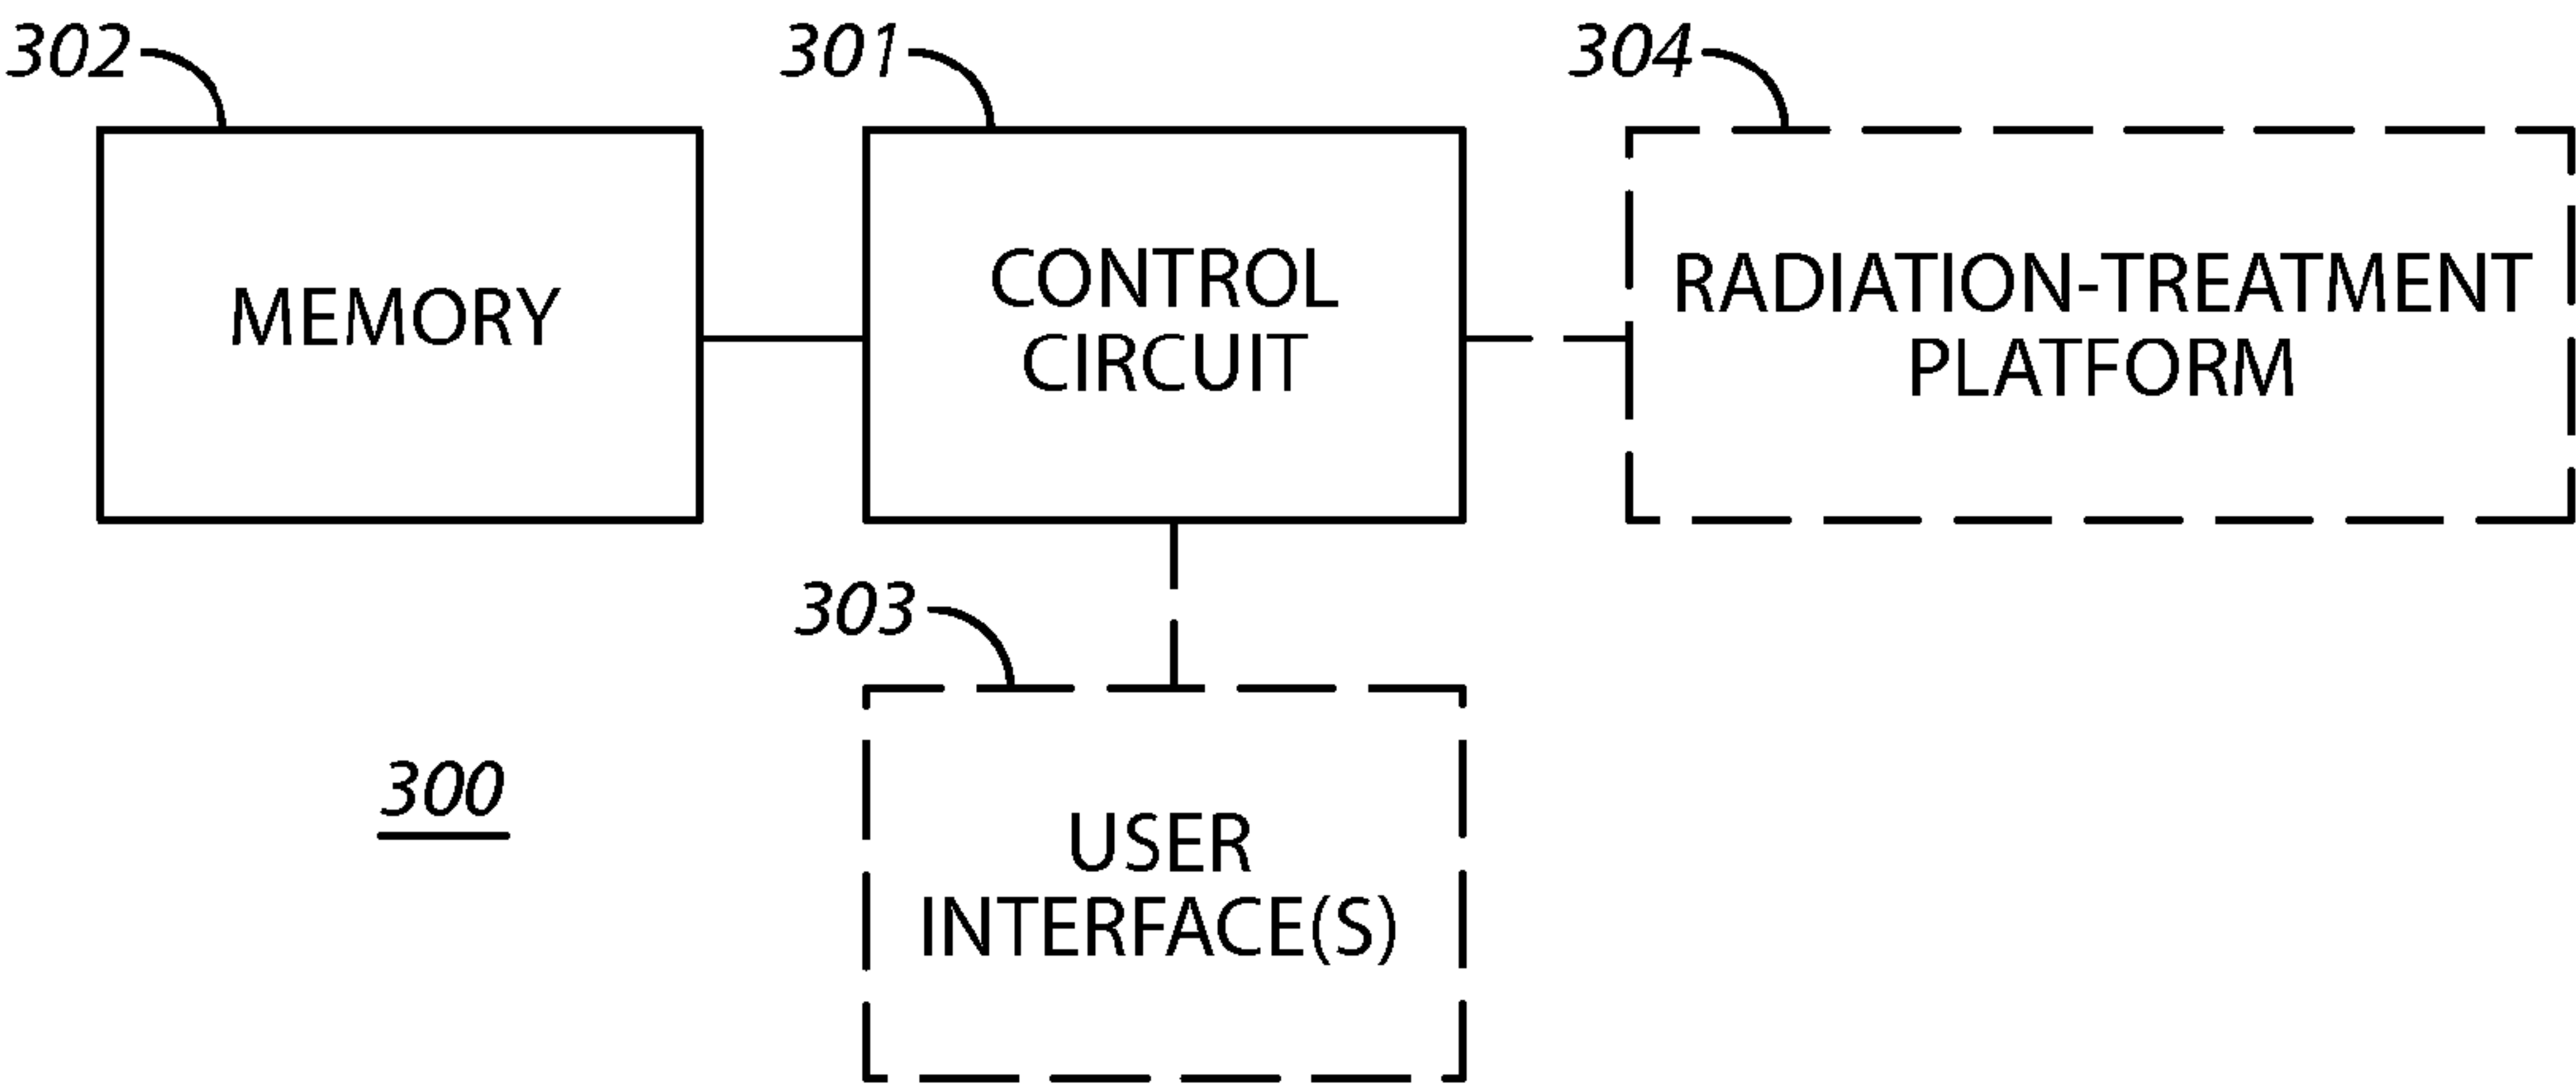 302
301
304
MEMORY
CONTROL
CIRCUIT
RADIATION-TREATMENT
PLATFORM
303
300
USER
INTERFACE(S)